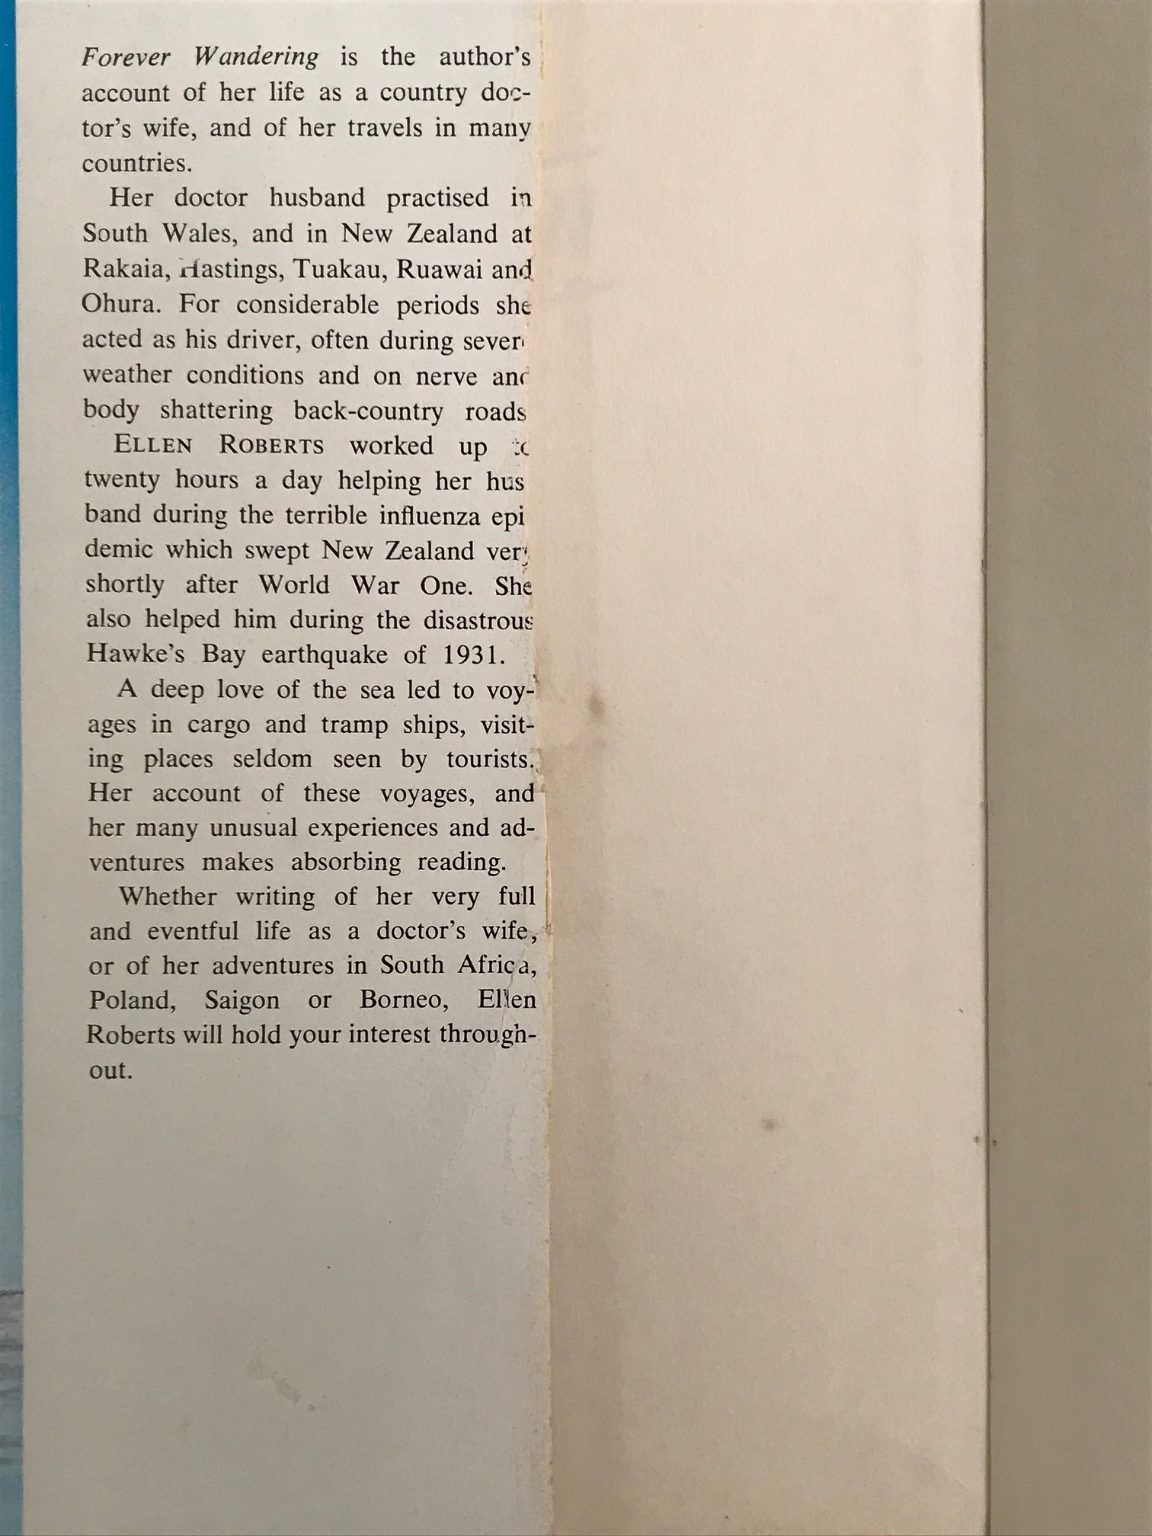 Forever Wandering is the author's
account of her life as a country doc-
tor's wife, and of her travels in many
countries.
Her doctor husband practised in
South Wales, and in New Zealand at
Rakaia, Hastings, Tuakau, Ruawai and
Ohura. For considerable periods she
acted as his driver, often during severe
weather conditions and on nerve and
body shattering back-country roads
ELLEN ROBERTS worked up to
twenty hours a day helping her hus
band during the terrible influenza epi
demic which swept New Zealand very
shortly after World War One. She
also helped him during the disastrous
Hawke's Bay earthquake of 1931.
A deep love of the sea led to voy-
ages in cargo and tramp ships, visit-
ing places seldom seen by tourists.
Her account of these voyages, and
her many unusual experiences and ad-
ventures makes absorbing reading.
Whether writing of her very full
and eventful life as a doctor's wife,
or of her adventures in South Africa,
Poland, Saigon or Borneo, Ellen
Roberts will hold your interest through-
out.